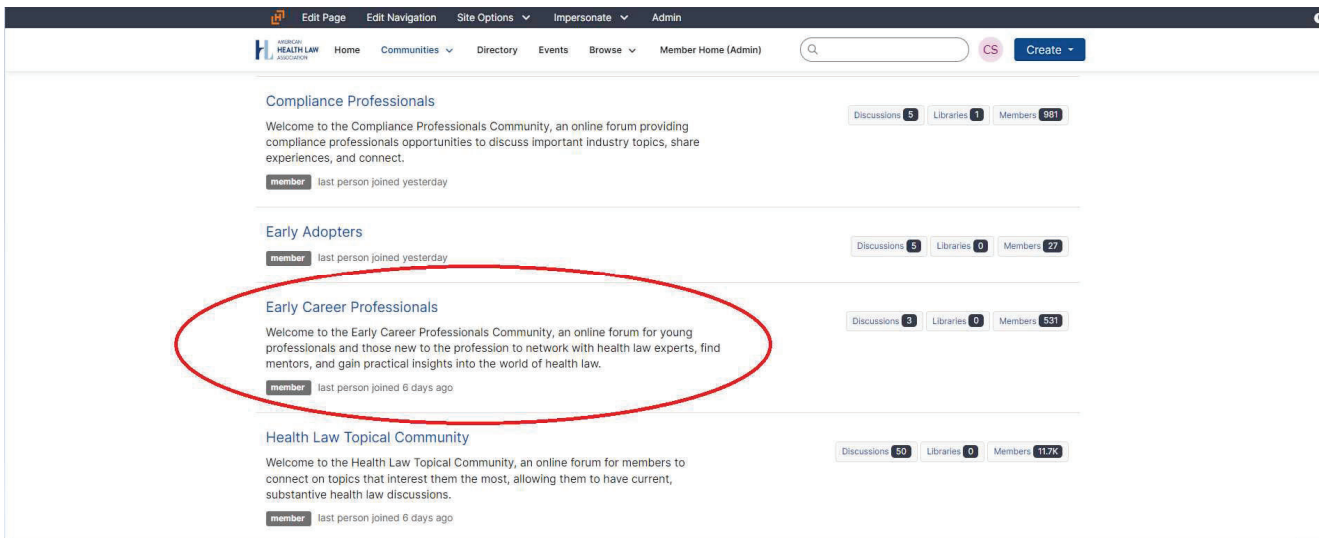 Edit Page Edit Navigation Site Options Impersonate Admin
AMERICAN
HEALTH LAW
ASSOCIATION
Home Communities Directory Events Browse Member Home (Admin) CS Create
Compliance Professionals
Discussions 5 Libraries 1 Members 981
Welcome to the Compliance Professionals Community, an online forum providing
compliance professionals opportunities to discuss important industry topics, share
experiences, and connect.
member last person joined yesterday
Early Adopters
Discussions 5 Libraries 0 Members 27
member last person joined yesterday
Early Career Professionals
Discussions 3 Libraries 0 Members 531
Welcome to the Early Career Professionals Community, an online forum for young
professionals and those new to the profession to network with health law experts, find
mentors, and gain practical insights into the world of health law.
member last person joined 6 days ago
Health Law Topical Community
Discussions 50 Libraries 0 Members 11.7K
Welcome to the Health Law Topical Community, an online forum for members to
connect on topics that interest them the most, allowing them to have current,
substantive health law discussions.
member last person joined 6 days ago